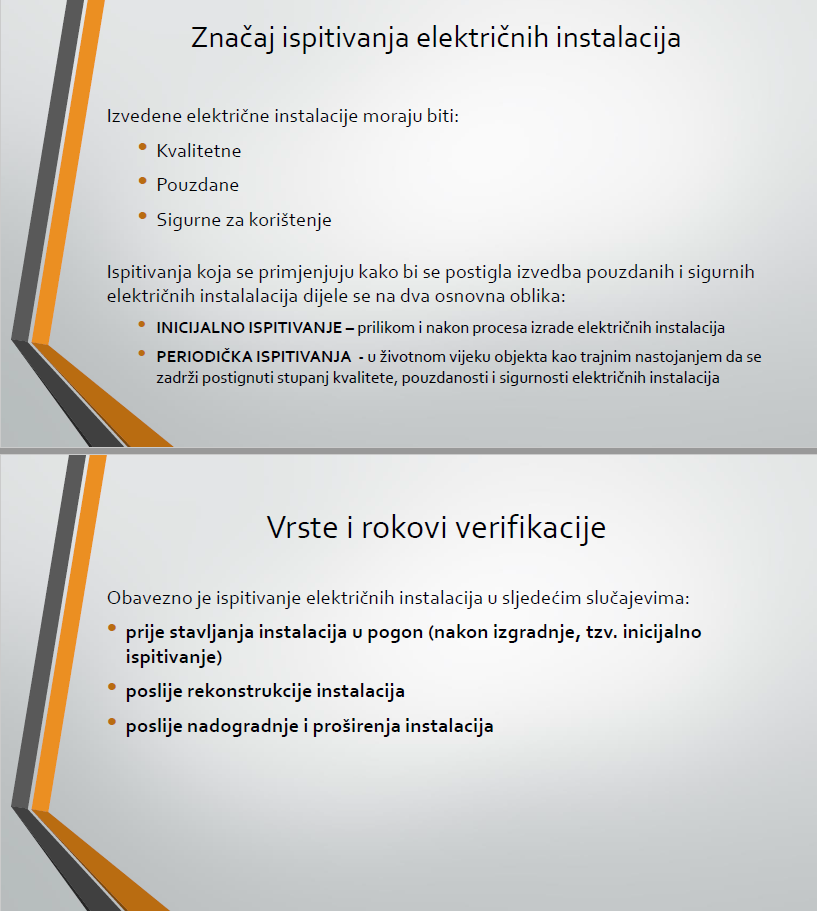 Značaj ispitivanja električnih instalacija
Izvedene električne instalacije moraju biti:
• Kvalitetne
• Pouzdane
• Sigurne za korištenje
Ispitivanja koja se primjenjuju kako bi se postigla izvedba pouzdanih i sigurnih
električnih instalalacija dijele se na dva osnovna oblika:
• INICIJALNO ISPITIVANJE – prilikom i nakon procesa izrade električnih instalacija
• PERIODIČKA ISPITIVANJA - u životnom vijeku objekta kao trajnim nastojanjem da se
zadrži postignuti stupanj kvalitete, pouzdanosti i sigurnosti električnih instalacija
Vrste i rokovi verifikacije
Obavezno je ispitivanje električnih instalacija u sljedećim slučajevima:
• prije stavljanja instalacija u pogon (nakon izgradnje, tzv. inicijalno
ispitivanje)
• poslije rekonstrukcije instalacija
• poslije nadogradnje i proširenja instalacija